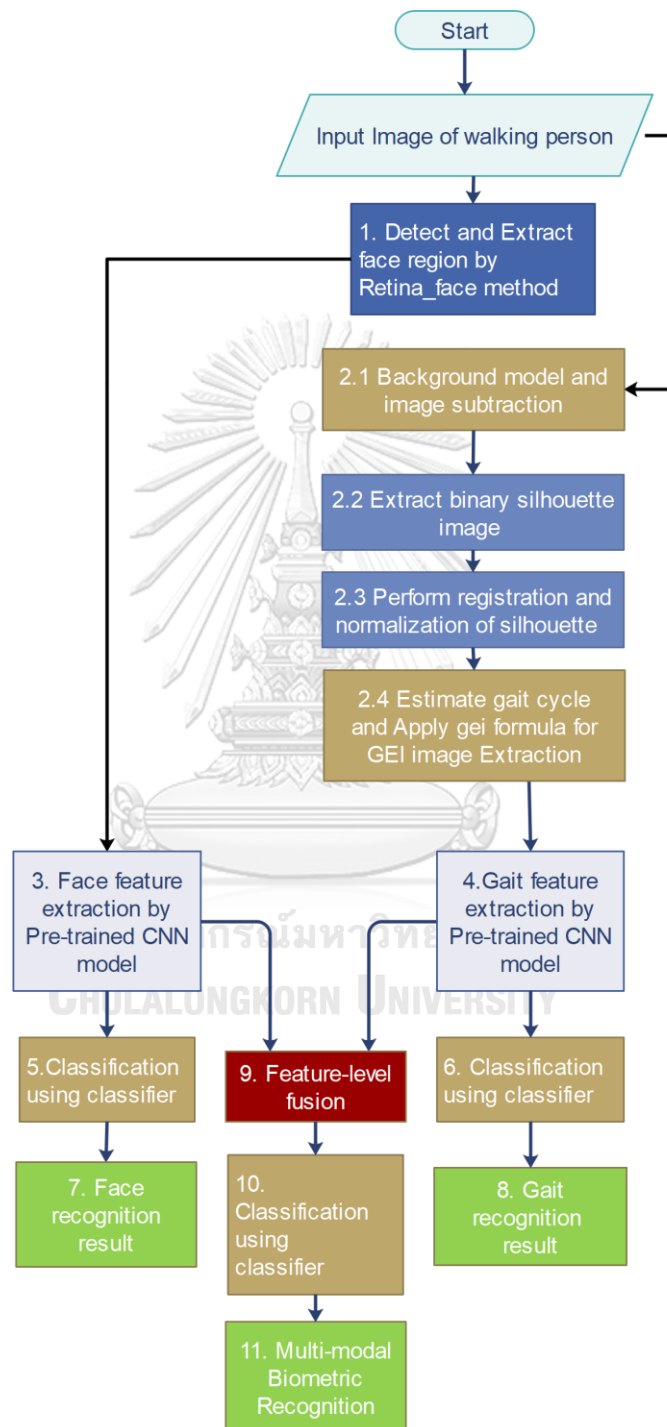 Start
Input Image of walking person
1. Detect and Extract
face region by
Retina_face method
2.1 Background model and
image subtraction
2.2 Extract binary silhouette
image
2.3 Perform registration and
normalization of silhouette
2.4 Estimate gait cycle
and Apply gei formula for
GEI image Extraction
3. Face feature
extraction by
Pre-trained CNN
model
4.Gait feature
extraction by
Pre-trained CNN
model
CHULALONGKORN UNIVERSITY
5.Classification
using classifier
9. Feature-level
fusion
6. Classification
using classifier
7. Face
recognition
result
10.
Classification
using
classifier
8. Gait
recognition
result
11. Multi-modal
Biometric
Recognition